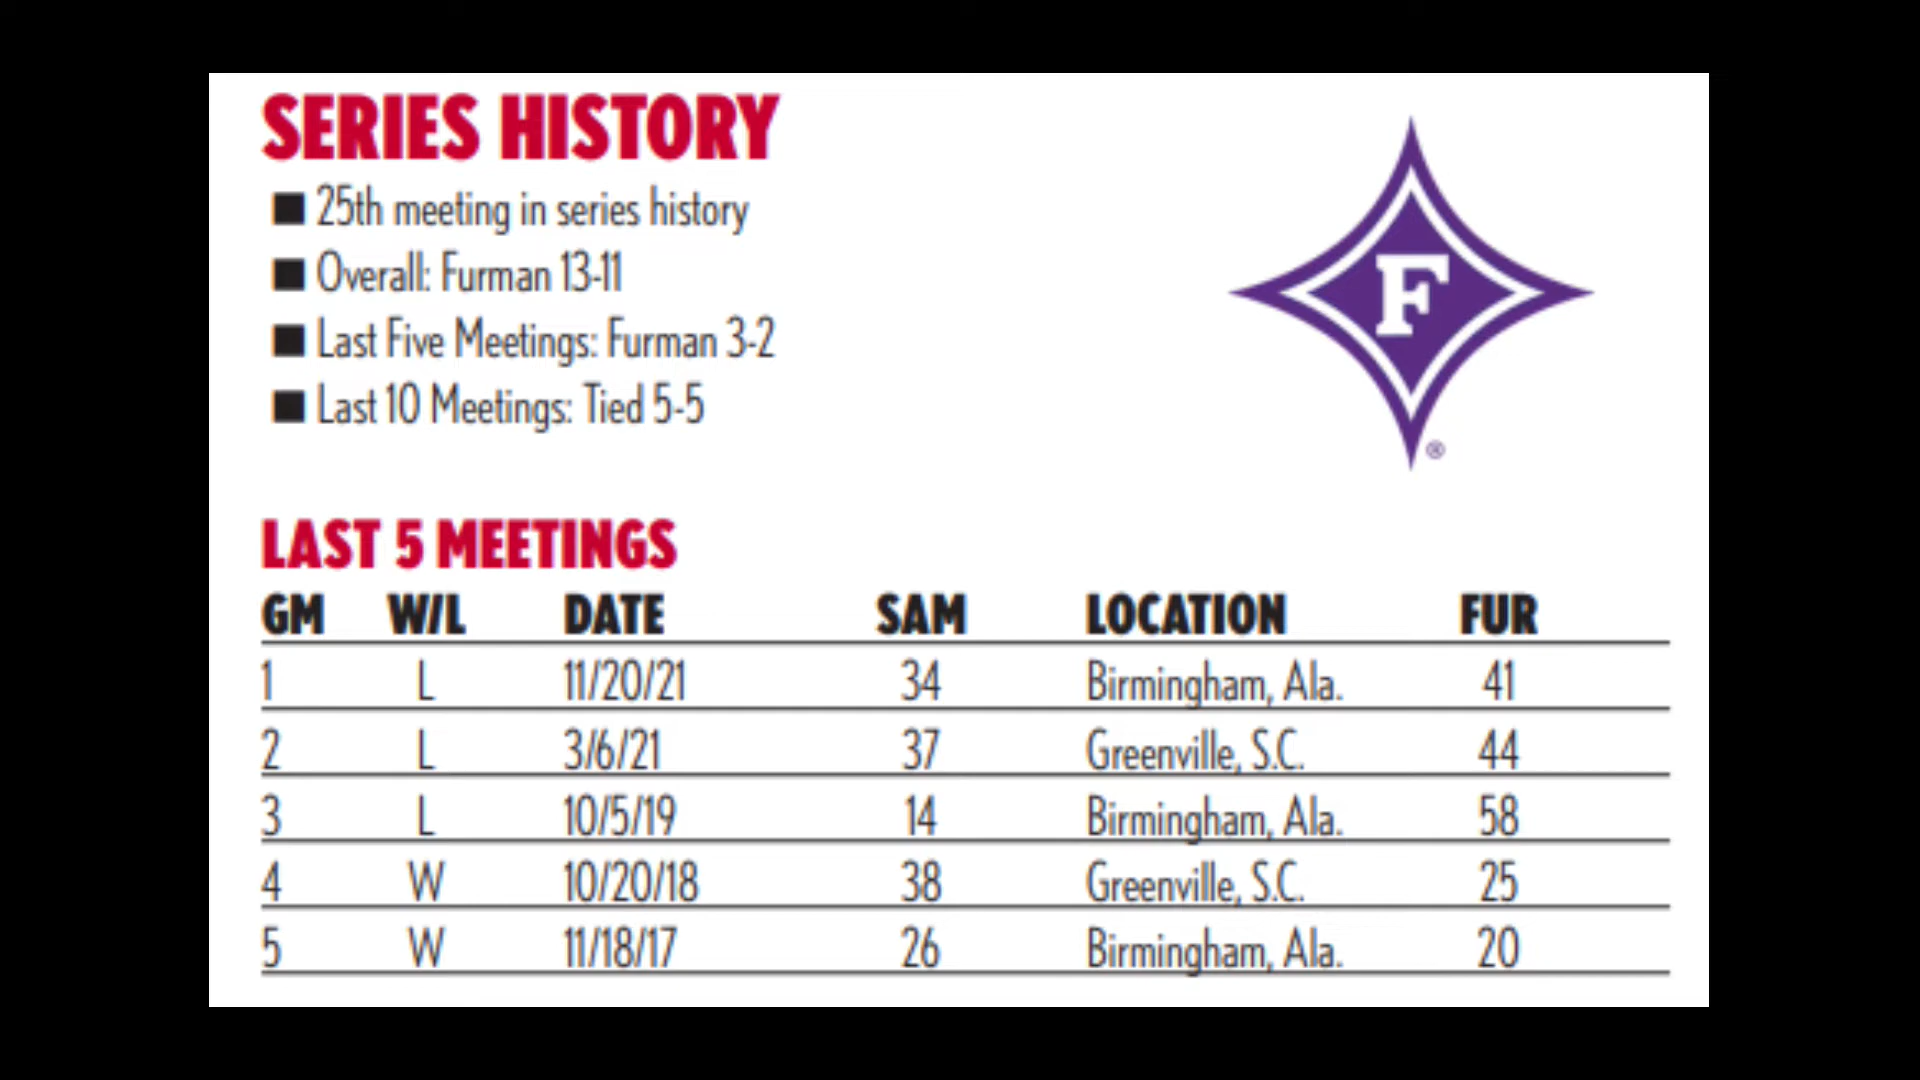 SERIES HISTORY
■ 25th meeting in series history
■ Overall: Furman 13-11
■ Last Five Meetings: Furman 3-2
■ Last 10 Meetings: Tied 5-5
F
®
LAST 5 MEETINGS
GM W/L DATE SAM LOCATION FUR
1 L 11/20/21 34 Birmingham, Ala. 41
2 L 3/6/21 37 Greenville, S.C. 44
3 L 10/5/19 14 Birmingham, Ala. 58
4 W 10/20/18 38 Greenville, S.C. 25
5 W 11/18/17 26 Birmingham, Ala. 20